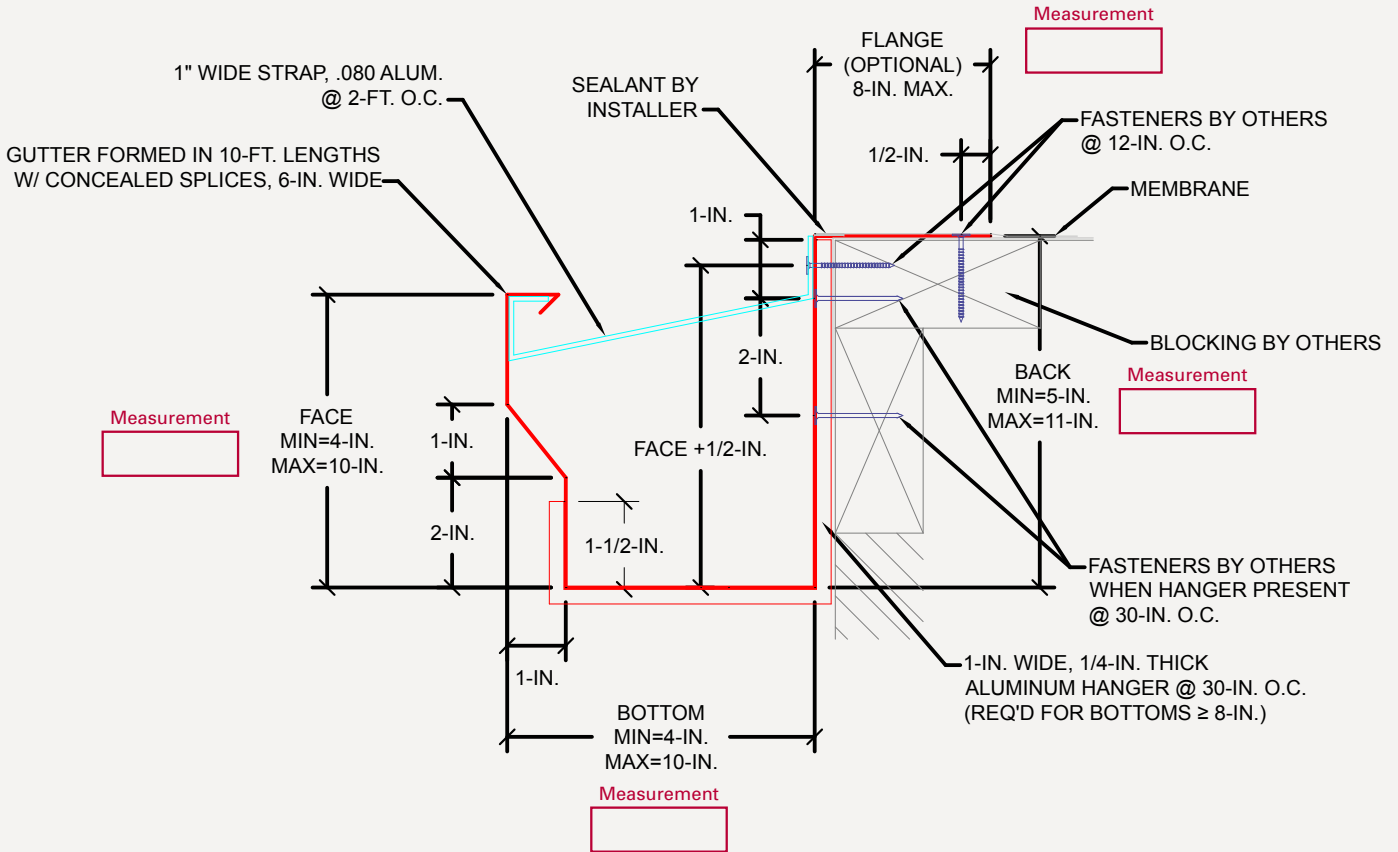 Measurement
FLANGE
(OPTIONAL)
8-IN. MAX.
1" WIDE STRAP, .080 ALUM.
@ 2-FT. O.C.
SEALANT BY
INSTALLER
FASTENERS BY OTHERS
@ 12-IN. O.C.
GUTTER FORMED IN 10-FT. LENGTHS
W/ CONCEALED SPLICES, 6-IN. WIDE
1/2-IN.
MEMBRANE
1-IN.
BLOCKING BY OTHERS
2-IN.
BACK
MIN=5-IN.
MAX=11-IN.
Measurement
Measurement
FACE
MIN=4-IN.
MAX=10-IN.
1-IN.
FACE +1/2-IN.
2-IN.
1-1/2-IN.
FASTENERS BY OTHERS
WHEN HANGER PRESENT
@ 30-IN. O.C.
1-IN.
1-IN. WIDE, 1/4-IN. THICK
ALUMINUM HANGER @ 30-IN. O.C.
(REQ'D FOR BOTTOMS ≥ 8-IN.)
BOTTOM
MIN=4-IN.
MAX=10-IN.
Measurement